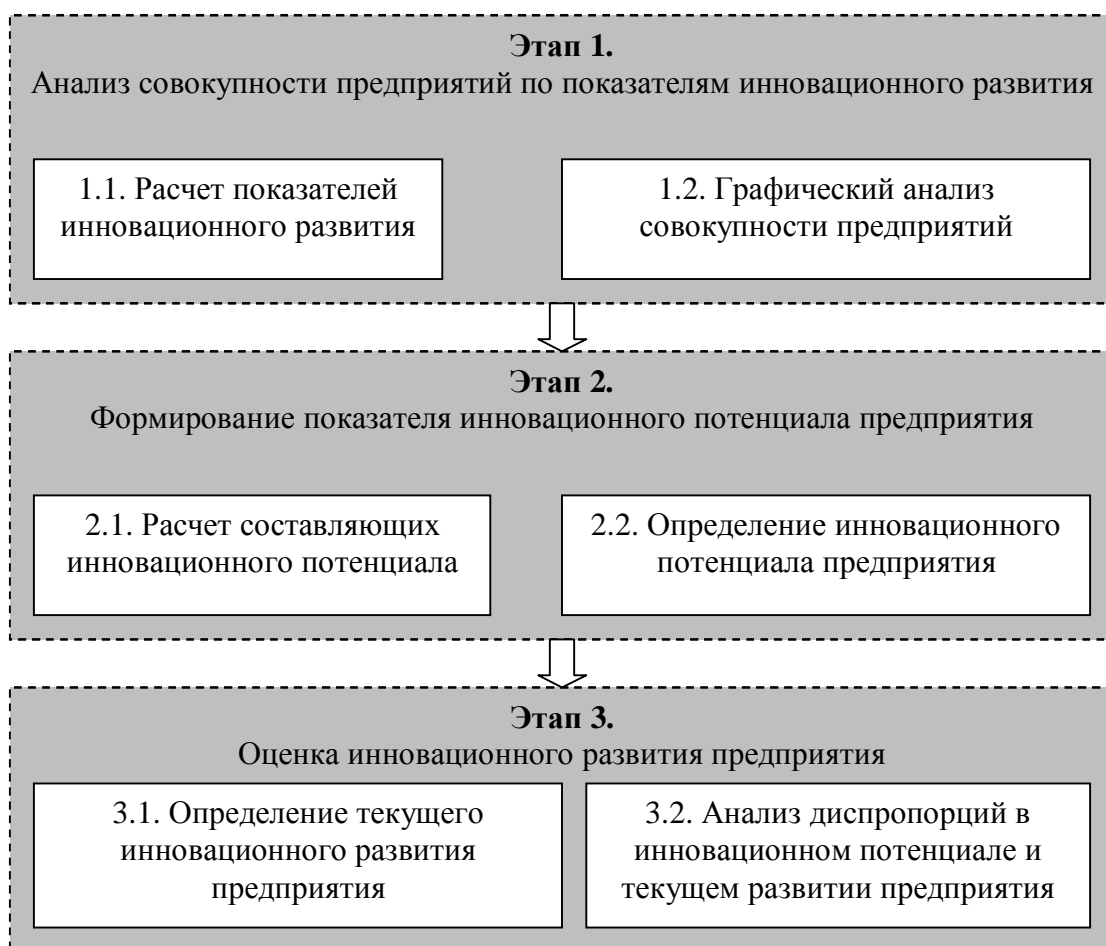 Этап 1.
Анализ совокупности предприятий по показателям инновационного развития
1.1. Расчет показателей
инновационного развития
1.2. Графический анализ
совокупности предприятий
Этап 2.
Формирование показателя инновационного потенциала предприятия
2.1. Расчет составляющих
инновационного потенциала
2.2. Определение инновационного
потенциала предприятия
Этап 3.
Оценка инновационного развития предприятия
3.1. Определение текущего
инновационного развития
предприятия
3.2. Анализ диспропорций в
инновационном потенциале и
текущем развитии предприятия